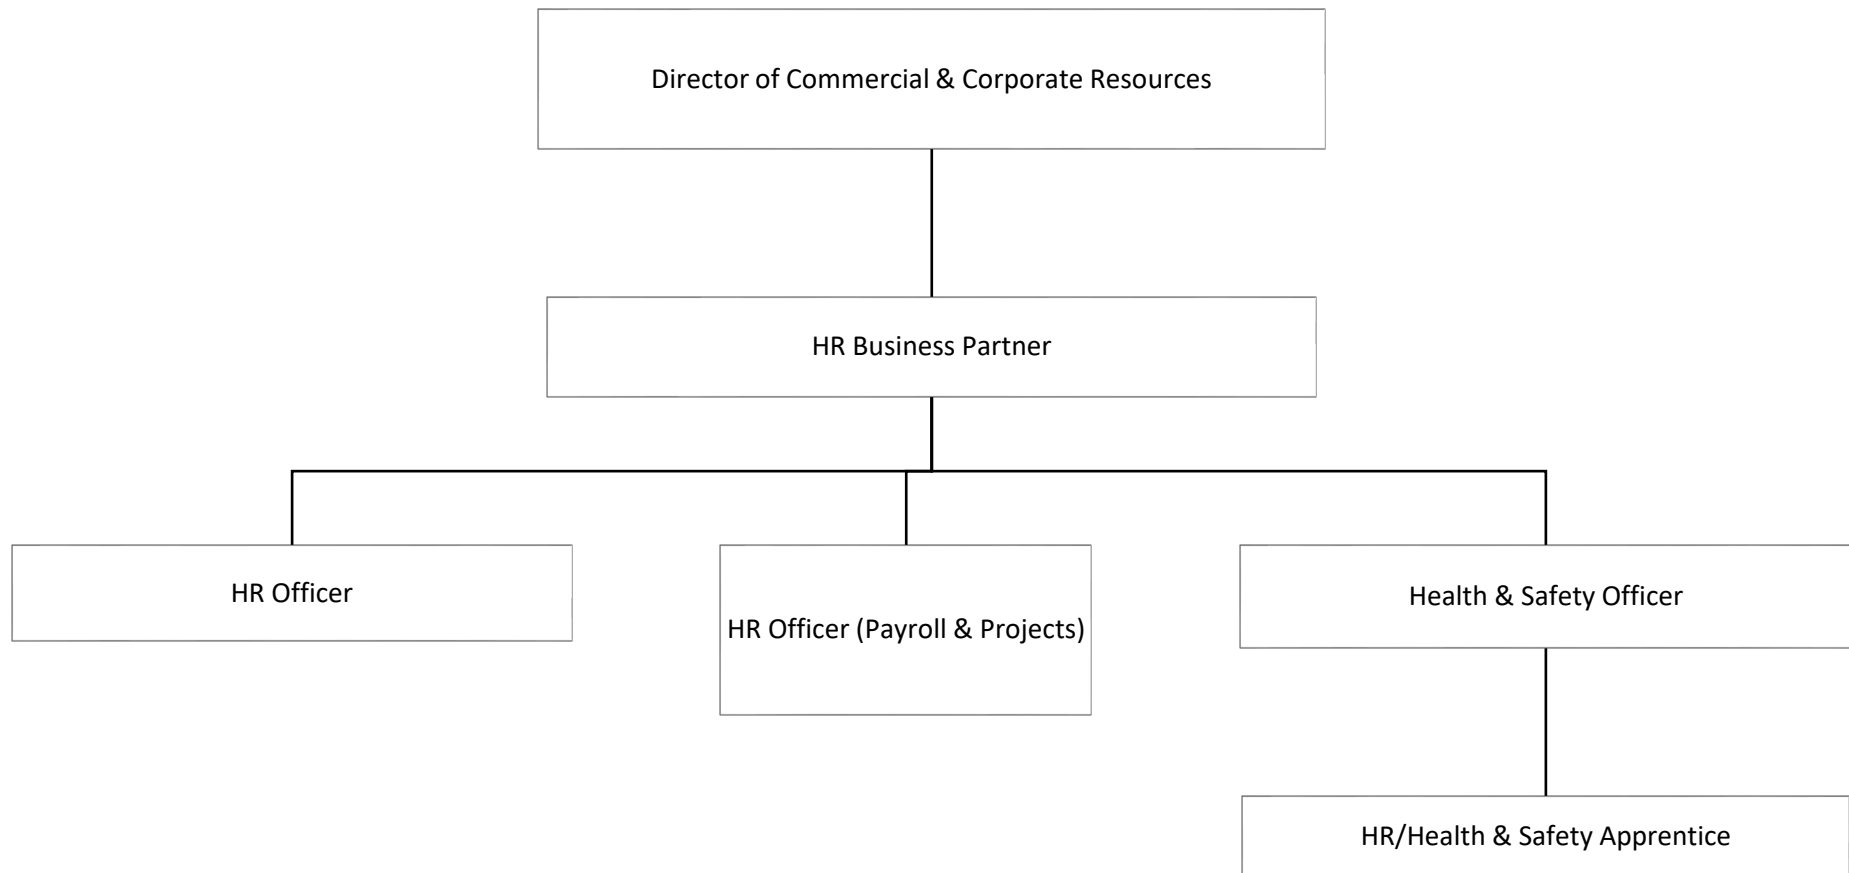 Director of Commercial & Corporate Resources
HR Business Partner
HR Officer
HR Officer (Payroll & Projects)
Health & Safety Officer
HR/Health & Safety Apprentice